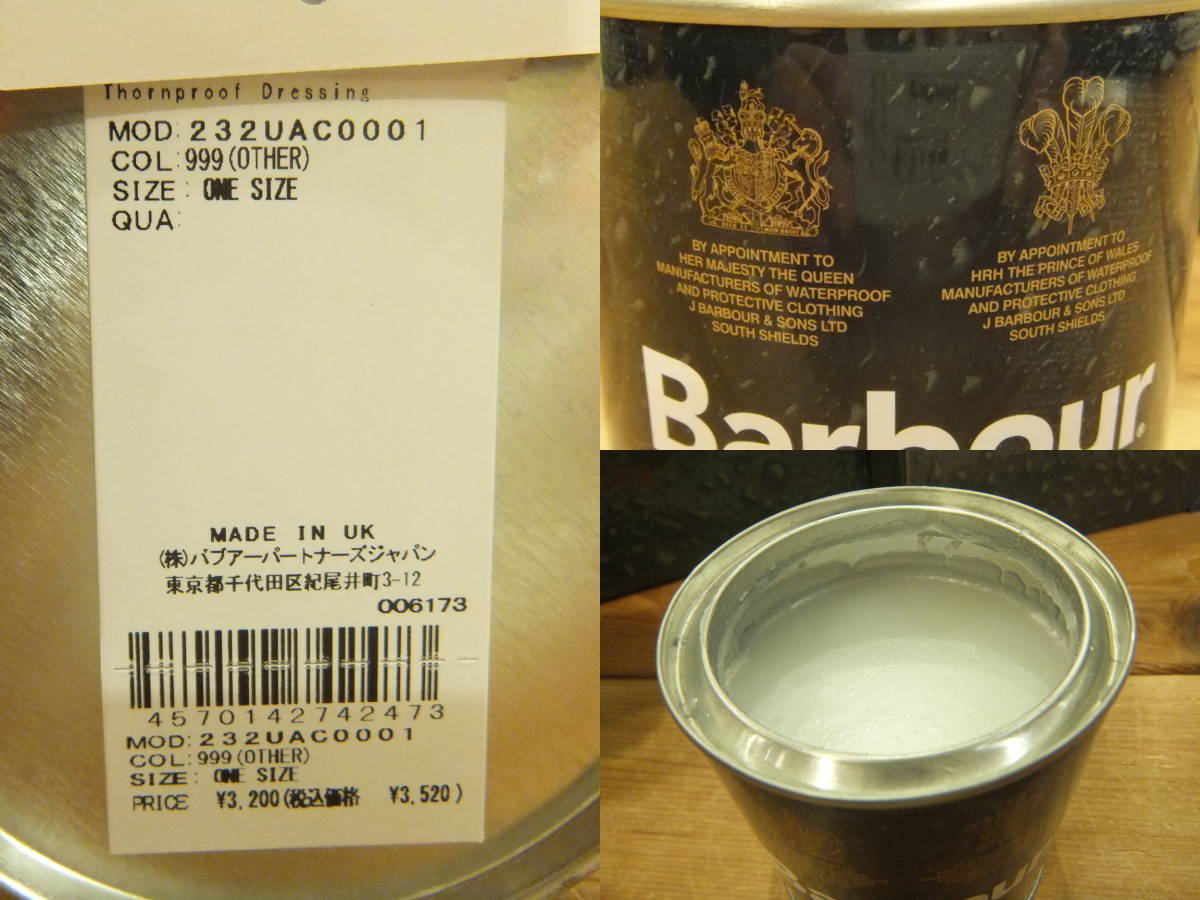 Thornproof Dressing
MOD: 232UAC0001
COL: 999(OTHER)
SIZE: ONE SIZE
QUA:
MADE IN UK
(株)バブアーパートナーズジャパン
東京都千代田区紀尾井町3-12
006173
4570142742473
MOD: 232UAC0001
COL: 999(OTHER)
SIZE: ONE SIZE
PRICE ¥3,200(税込価格 ¥3,520)
DIEU ET MON DROIT
BY APPOINTMENT TO
HER MAJESTY THE QUEEN
MANUFACTURERS OF WATERPROOF
AND PROTECTIVE CLOTHING
J BARBOUR & SONS LTD
SOUTH SHIELDS
BY APPOINTMENT TO
HRH THE PRINCE OF WALES
MANUFACTURERS OF WATERPROOF
AND PROTECTIVE CLOTHING
J BARBOUR & SONS LTD
SOUTH SHIELDS
Barbour®